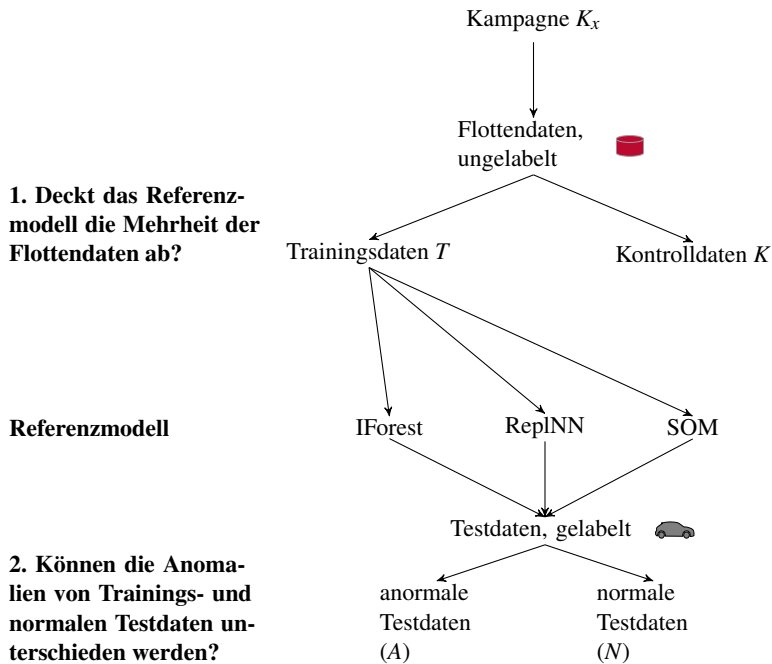 Kampagne Kₓ
Flottendaten,
ungelabelt
1. Deckt das Referenz-
modell die Mehrheit der
Flottendaten ab?
Trainingsdaten T
Kontrolldaten K
Referenzmodell
IForest
ReplNN
SOM
Testdaten, gelabelt
2. Können die Anoma-
lien von Trainings- und
normalen Testdaten un-
terschieden werden?
anormale
Testdaten
(A)
normale
Testdaten
(N)